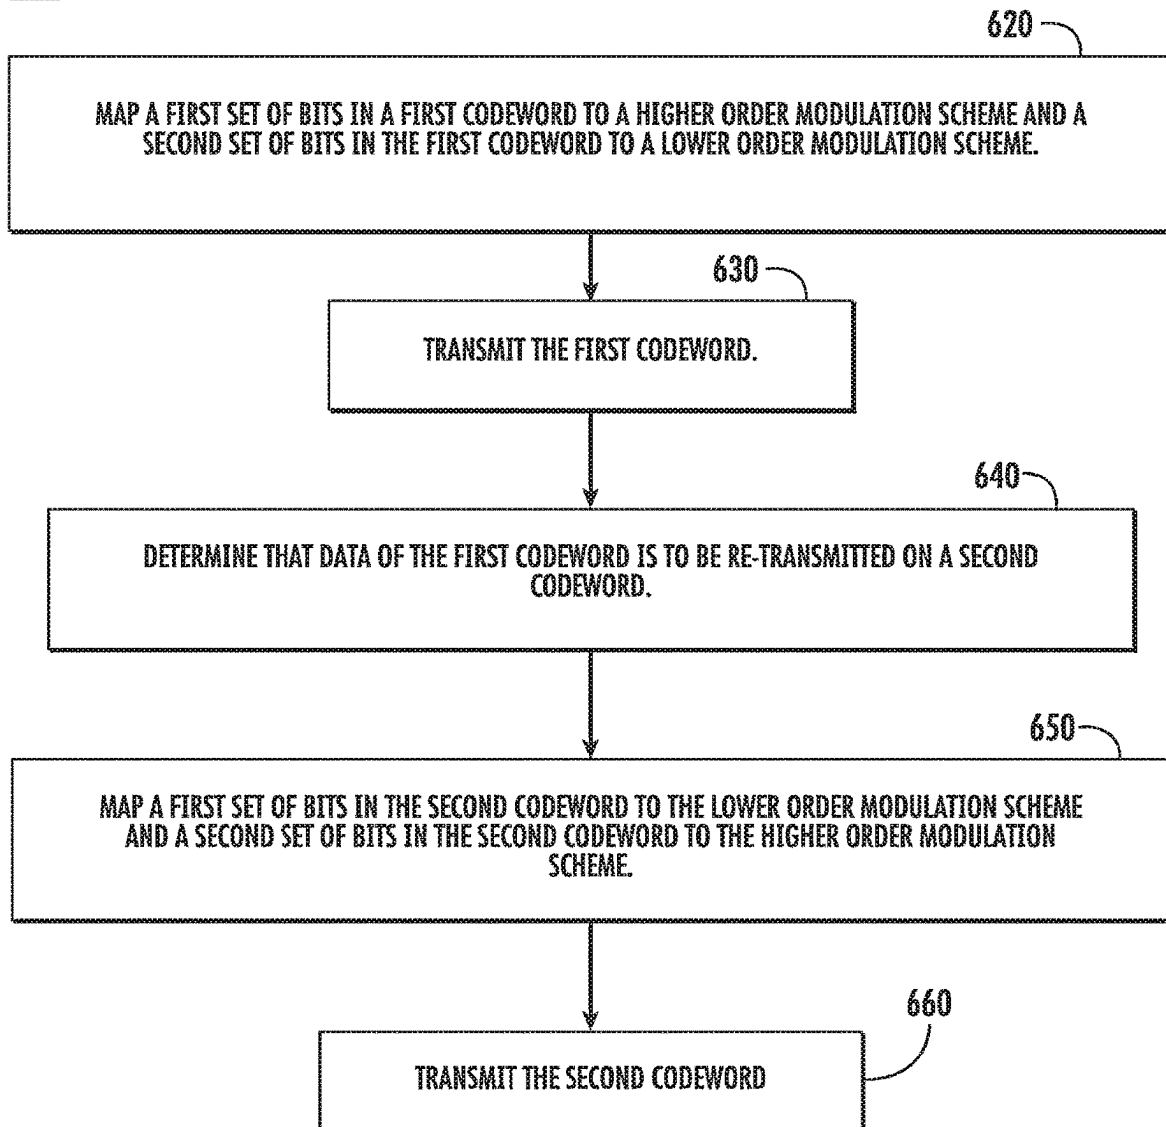 620
MAP A FIRST SET OF BITS IN A FIRST CODEWORD TO A HIGHER ORDER MODULATION SCHEME AND A
SECOND SET OF BITS IN THE FIRST CODEWORD TO A LOWER ORDER MODULATION SCHEME.
630
TRANSMIT THE FIRST CODEWORD.
640
DETERMINE THAT DATA OF THE FIRST CODEWORD IS TO BE RE-TRANSMITTED ON A SECOND
CODEWORD.
650
MAP A FIRST SET OF BITS IN THE SECOND CODEWORD TO THE LOWER ORDER MODULATION SCHEME
AND A SECOND SET OF BITS IN THE SECOND CODEWORD TO THE HIGHER ORDER MODULATION
SCHEME.
660
TRANSMIT THE SECOND CODEWORD